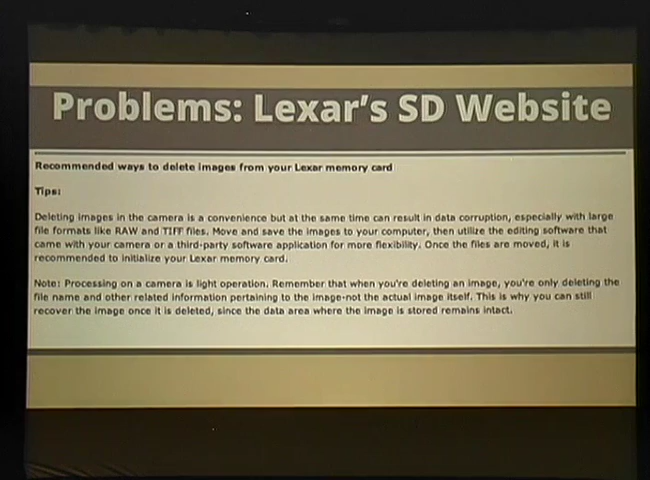 Problems: Lexar's SD Website
Recommended ways to delete images from your Lexar memory card
Tips:
Deleting images in the camera is a convenience but at the same time can result in data corruption, especially with large
file formats like RAW and TIFF files. Move and save the images to your computer, then utilize the editing software that
came with your camera or a third-party software application for more flexibility. Once the files are moved, it is
recommended to initialize your Lexar memory card.
Note: Processing on a camera is light operation. Remember that when you're deleting an image, you're only deleting the
file name and other related information pertaining to the image-not the actual image itself. This is why you can still
recover the image once it is deleted, since the data area where the image is stored remains intact.